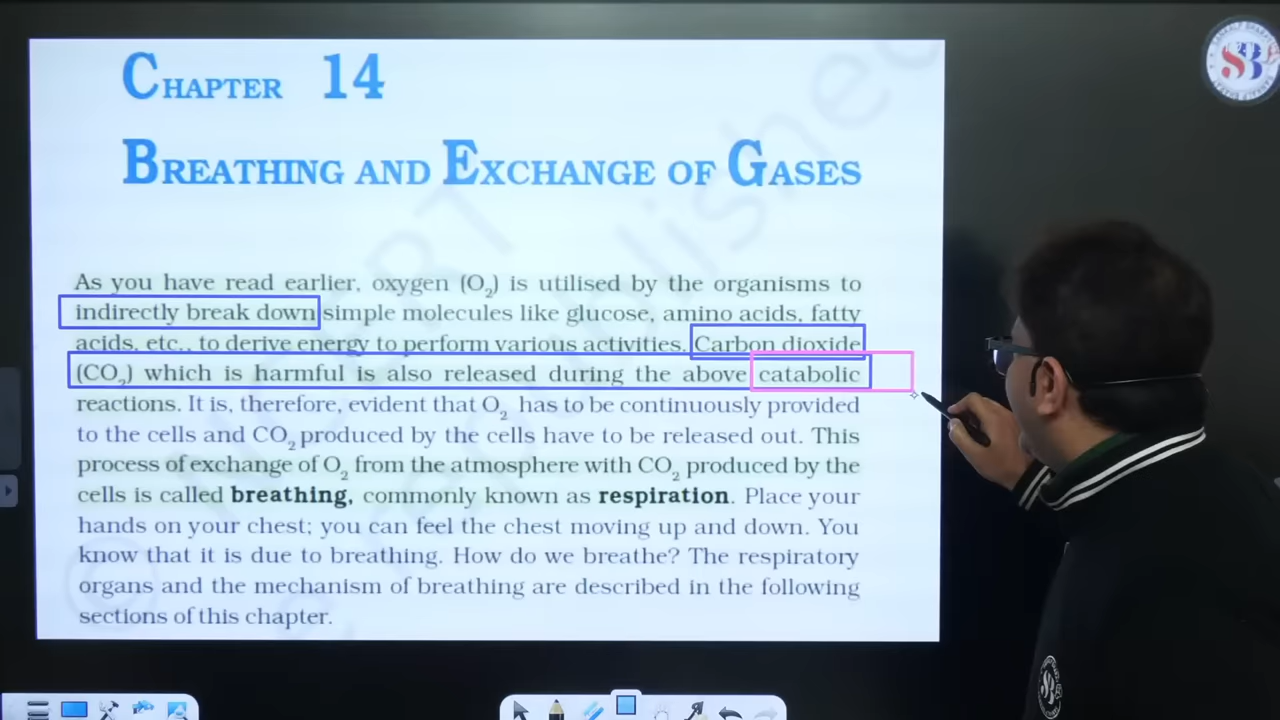 CHAPTER 14
BREATHING AND EXCHANGE OF GASES
As you have read earlier, oxygen (O₂) is utilised by the organisms to
indirectly break down simple molecules like glucose, amino acids, fatty
acids, etc., to derive energy to perform various activities. Carbon dioxide
(CO₂) which is harmful is also released during the above catabolic
reactions. It is, therefore, evident that O₂ has to be continuously provided
to the cells and CO₂ produced by the cells have to be released out. This
process of exchange of O₂ from the atmosphere with CO₂ produced by the
cells is called breathing, commonly known as respiration. Place your
hands on your chest; you can feel the chest moving up and down. You
know that it is due to breathing. How do we breathe? The respiratory
organs and the mechanism of breathing are described in the following
sections of this chapter.
SB